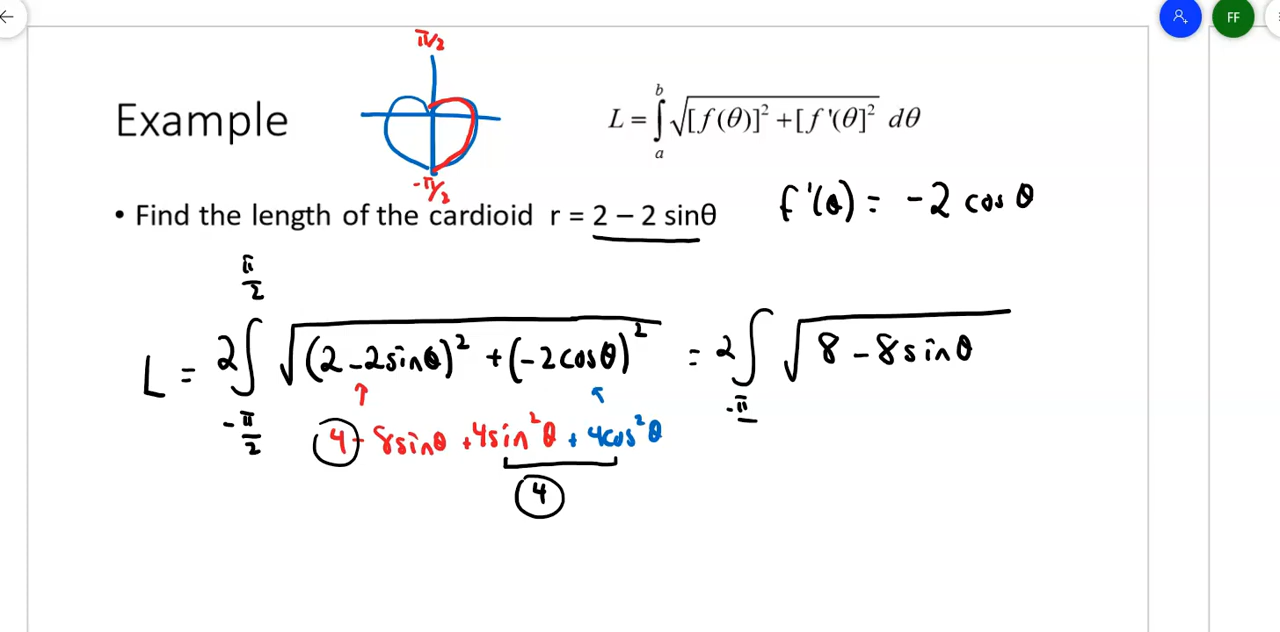 FF
π/2
Example
L = ∫ₐᵇ √([f(θ)]² + [f'(θ]²) dθ
-π/2
• Find the length of the cardioid r = 2 – 2 sinθ
f'(θ) = -2 cos θ
π/2
L = 2∫ √((2 - 2sinθ)² + (-2cosθ)²) = 2∫ √(8 - 8sinθ)
-π/2
-π
4 - 8sinθ + 4sin²θ + 4cos²θ
4